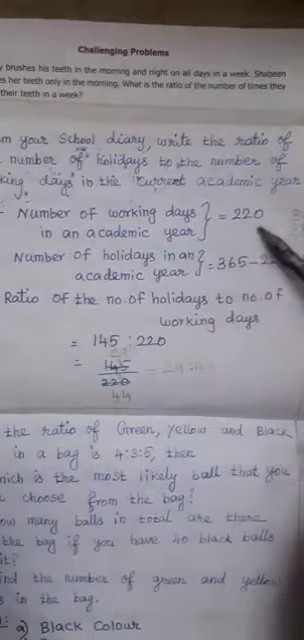 Challenging Problems
brushes his teeth in the morning and night on all days in a week. Shabeen
her teeth only in the morning. What is the ratio of the number of times they
their teeth in a week?
your School diary, write the ratio of
number of holidays to the number of
days in the current academic year
Number of working days } = 220
in an academic year
Number of holidays in an } = 365 -
academic year
Ratio of the no.of holidays to no.of
working days
= 145 : 220
29
= 145
220
44
the ratio of Green, Yellow and Black
in a bag is 4:3:5, then
is the most likely ball that you
choose from the bag?
many balls in total are there
the bag if you have 40 black balls
it?
the number of green and yellow
in the bag.
a) Black Colour